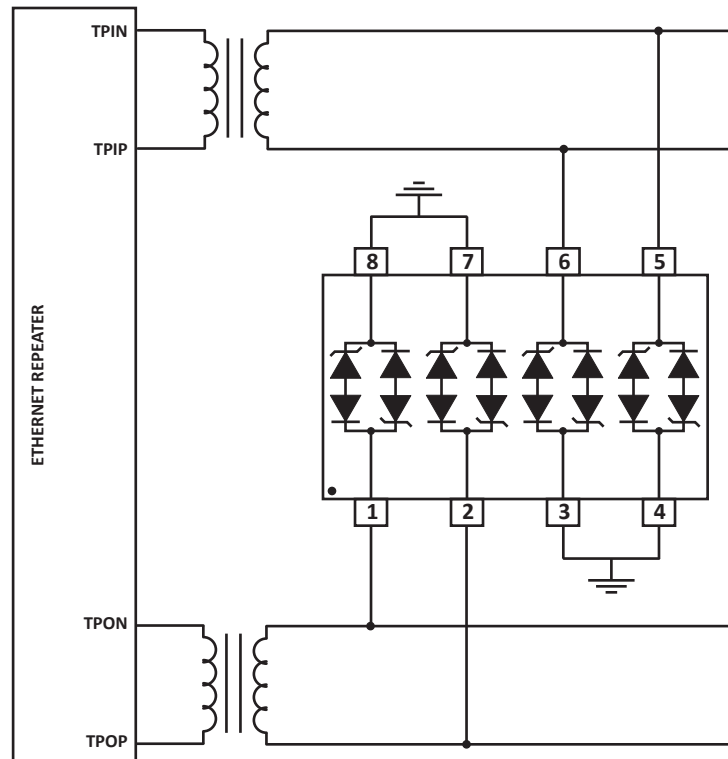 TPIN
TPIP
8 7 6 5
ETHERNET REPEATER
1 2 3 4
TPON
TPOP